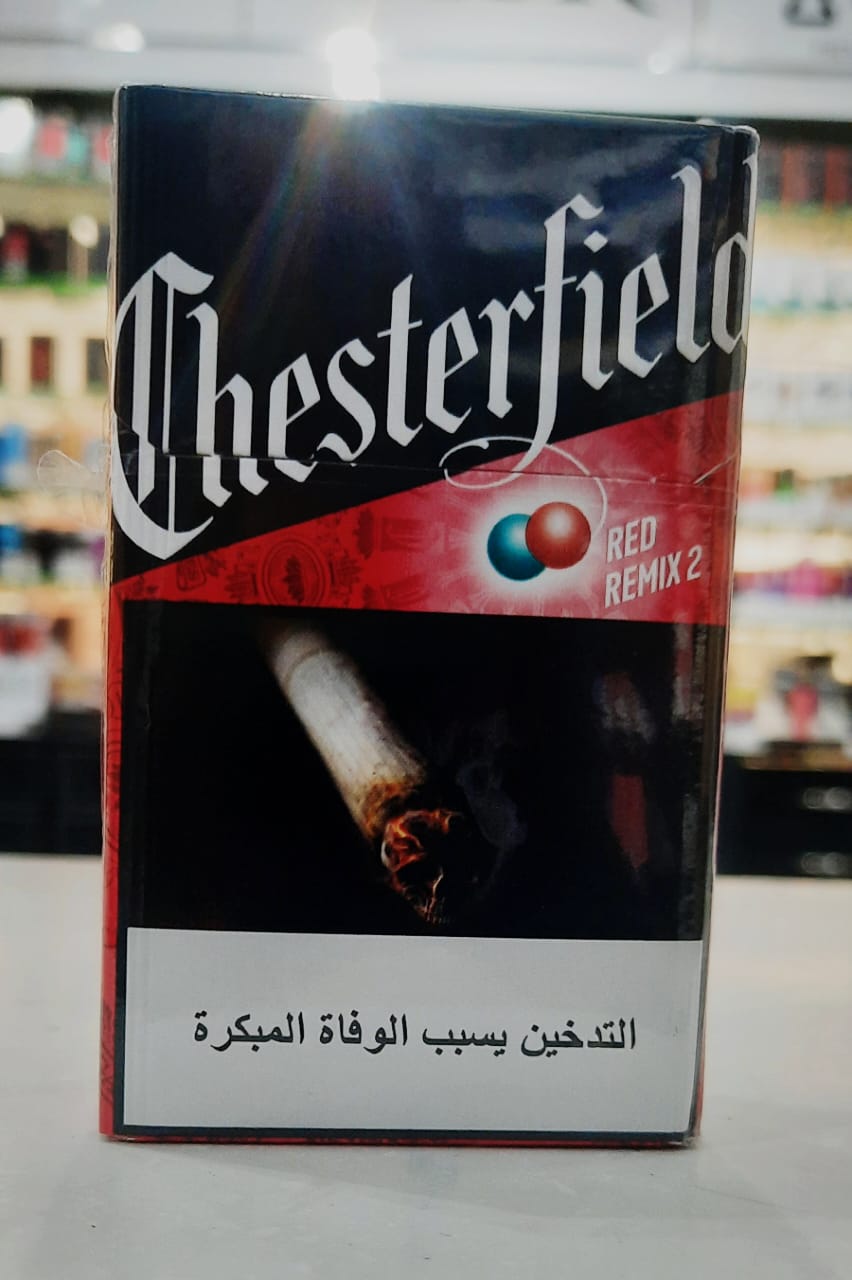 Chesterfield
RED
REMIX 2
التدخين يسبب الوفاة المبكرة